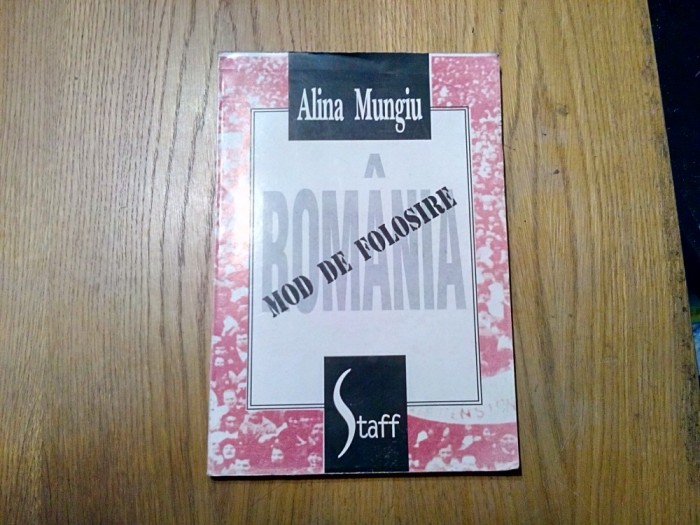 Alina Mungiu
ROMÂNIA
MOD DE FOLOSIRE
Staff